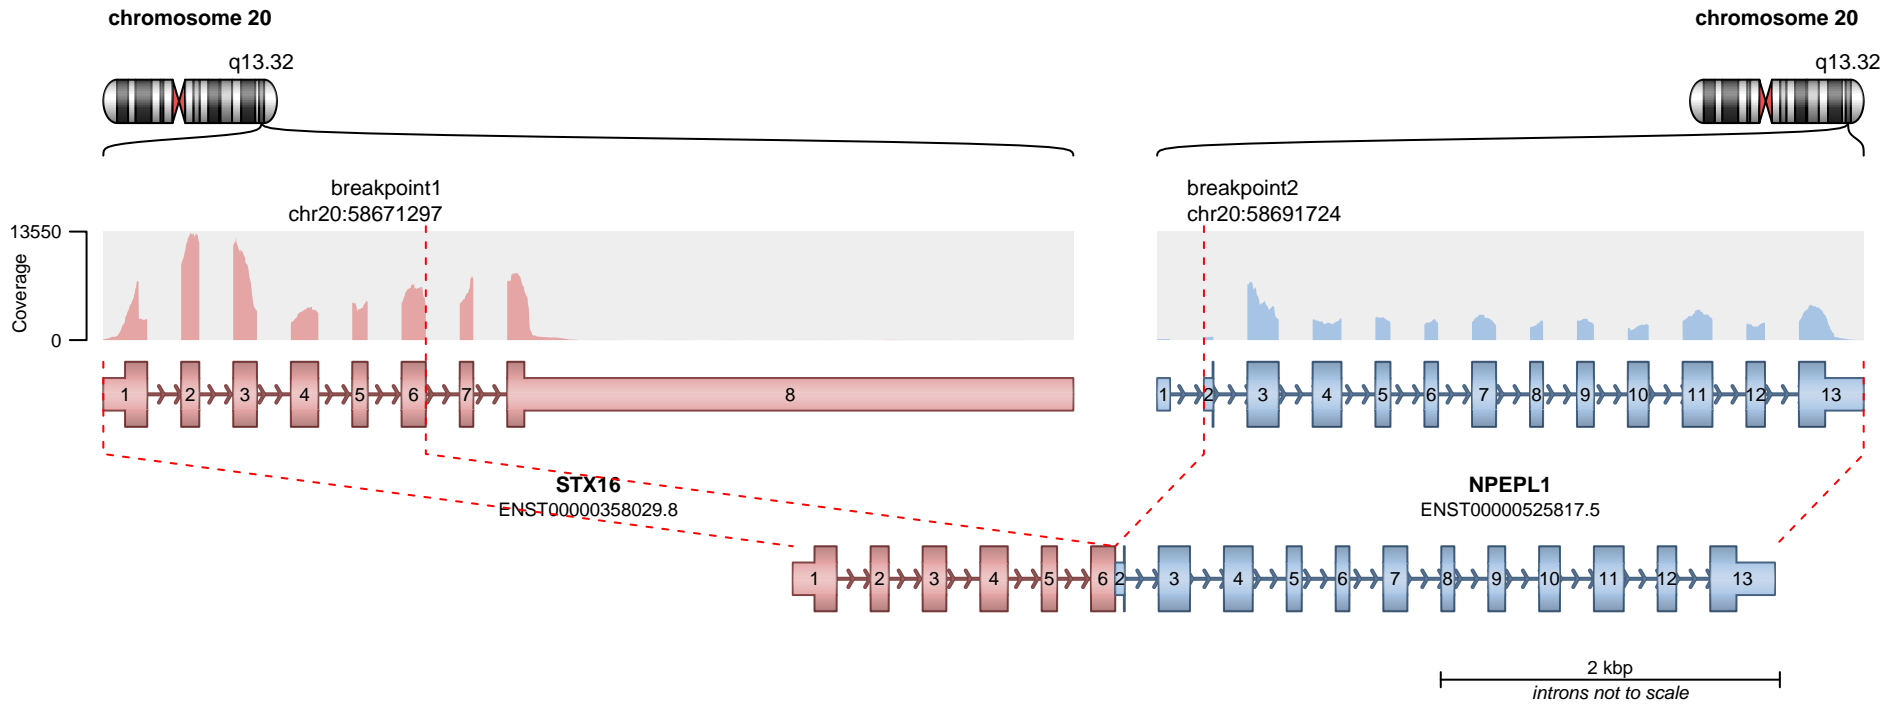 chromosome 20
chromosome 20
q13.32
q13.32
breakpoint1
chr20:58671297
breakpoint2
chr20:58691724
13550
Coverage
0
1 2 3 4 5 6 7 8
1 2 3 4 5 6 7 8 9 10 11 12 13
STX16
ENST00000358029.8
NPEPL1
ENST00000525817.5
1 2 3 4 5 6 2 3 4 5 6 7 8 9 10 11 12 13
2 kbp
introns not to scale